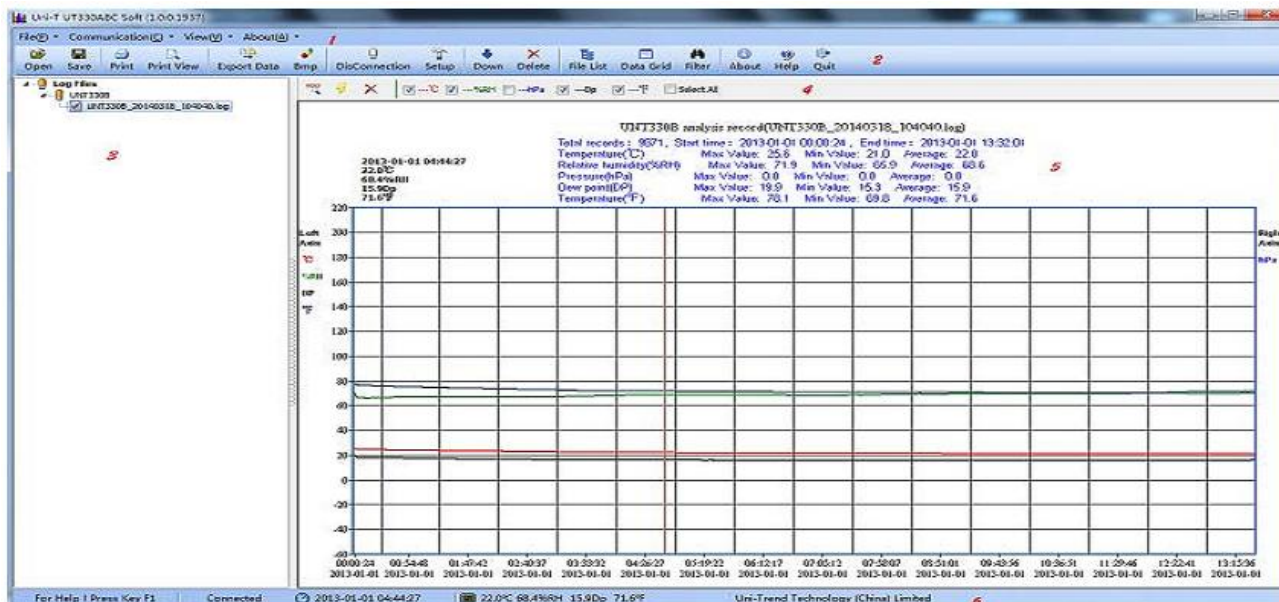 Uni-T UT330ABC Soft (1.0.0.1937)
File(F) Communication(C) View(V) About(A) 1
Open Save Print Print View Export Data Bmp DisConnection Setup Down Delete File List Data Grid Filter About Help Quit 2
Log Files
UNT330B
UNT330B_20140318_104040.log
3
---℃ ---%RH ---hPa ---Dp ---℉ Select All 4
UNT330B analysis record(UNT330B_20140318_104040.log)
Total records: 9671, Start time: 2013-01-01 00:00:24, End time: 2013-01-01 13:32:01
Temperature(℃) Max Value: 25.6 Min Value: 21.0 Average: 22.0
Relative humidity(%RH) Max Value: 71.9 Min Value: 65.9 Average: 68.6
Pressure(hPa) Max Value: 0.0 Min Value: 0.0 Average: 0.0
Dew point(DP) Max Value: 19.9 Min Value: 15.3 Average: 15.9
Temperature(℉) Max Value: 78.1 Min Value: 69.8 Average: 71.6
5
2013-01-01 04:44:27
22.0℃
68.4%RH
15.9Dp
71.6℉
Left
Axis
℃
%RH
DP
℉
Right
Axis
hPa
220
200
180
160
140
120
100
80
60
40
20
0
-20
-40
-60
00:00:24 00:54:48 01:47:42 02:40:37 03:33:32 04:26:27 05:19:22 06:12:17 07:05:12 07:58:07 08:51:01 09:43:56 10:36:51 11:29:46 12:22:41 13:15:36
2013-01-01 2013-01-01 2013-01-01 2013-01-01 2013-01-01 2013-01-01 2013-01-01 2013-01-01 2013-01-01 2013-01-01 2013-01-01 2013-01-01 2013-01-01 2013-01-01 2013-01-01 2013-01-01
For Help ! Press Key F1 Connected 2013-01-01 04:44:27 22.0℃ 68.4%RH 15.9Dp 71.6℉ Uni-Trend Technology (China) Limited 6